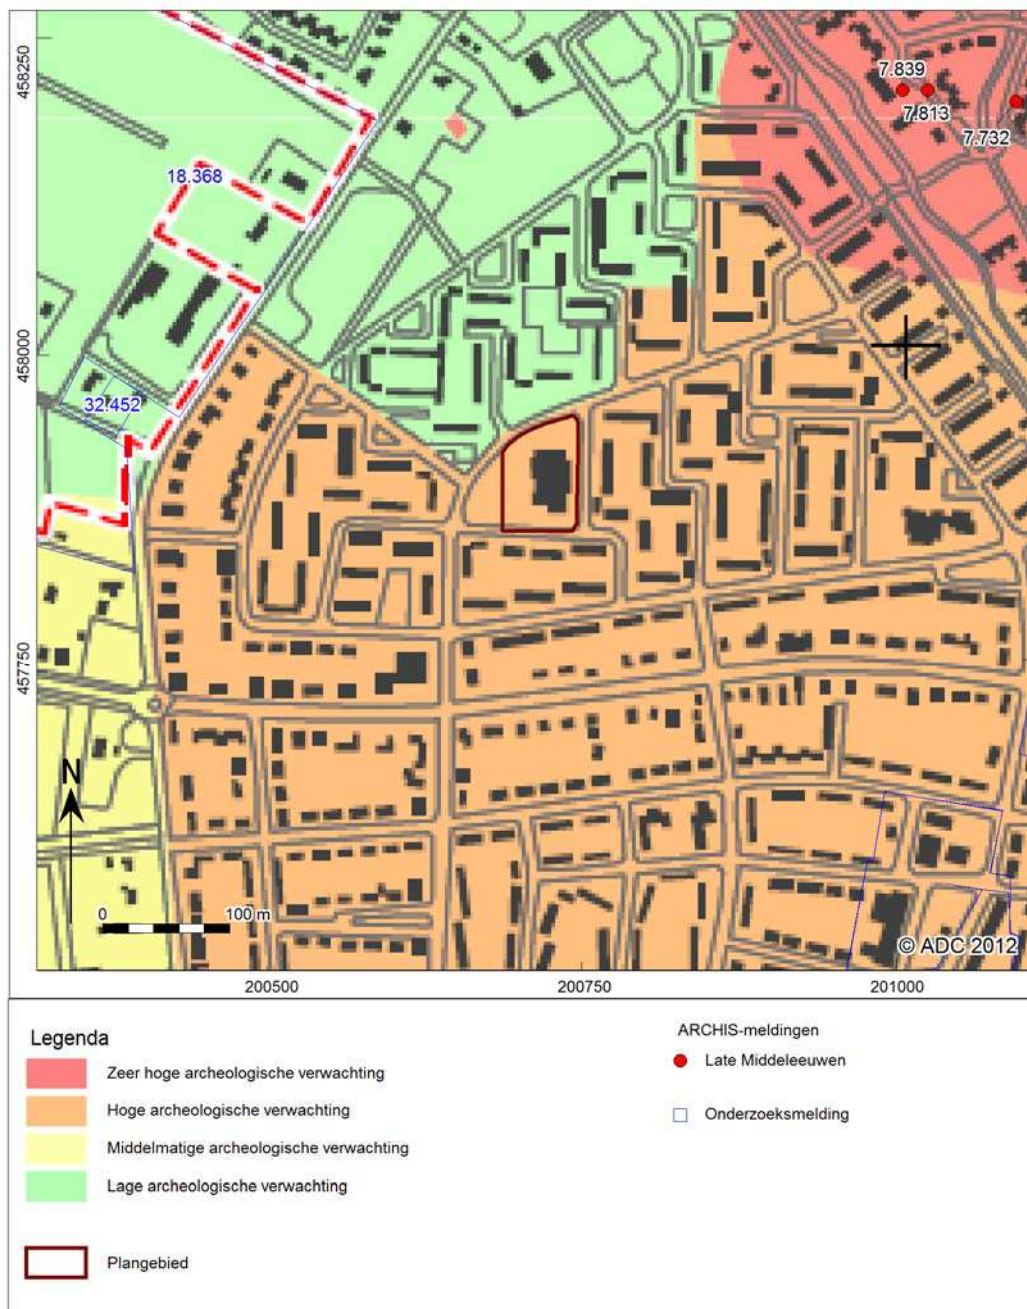 458250
7.839
7.813
7.732
18.368
458000
32.452
457750
N
0 100 m
© ADC 2012
200500 200750 201000
Legenda
Zeer hoge archeologische verwachting
Hoge archeologische verwachting
Middelmatige archeologische verwachting
Lage archeologische verwachting
Plangebied
ARCHIS-meldingen
Late Middeleeuwen
Onderzoeksmelding